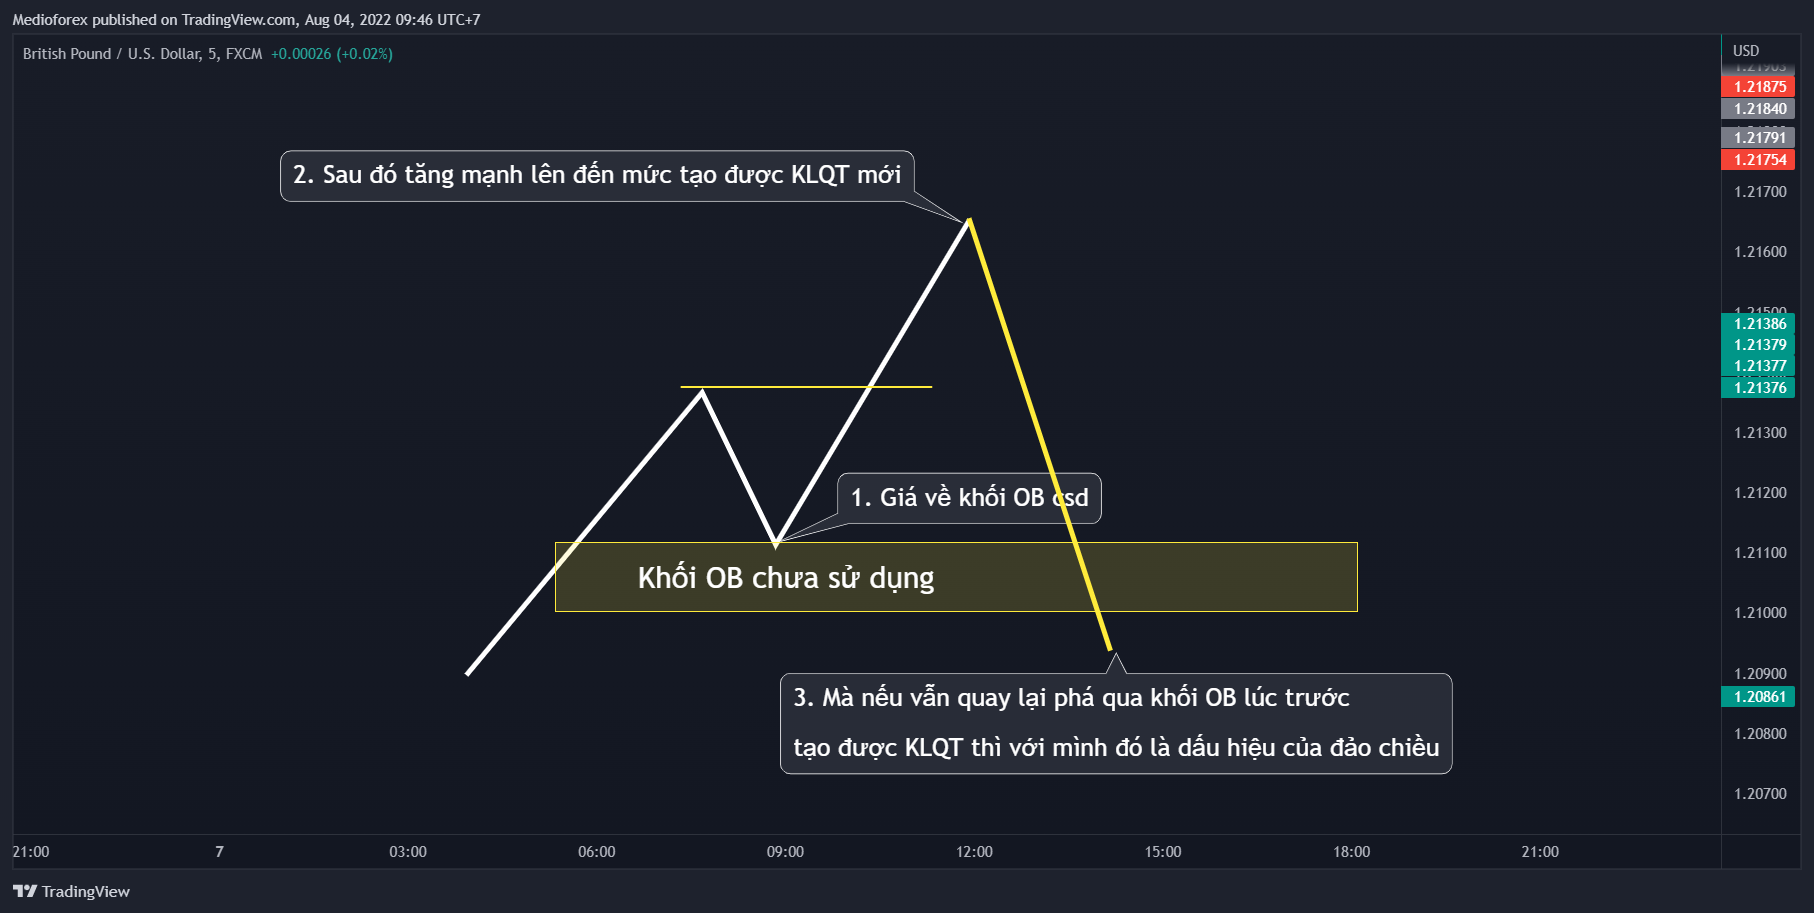 Medioforex published on TradingView.com, Aug 04, 2022 09:46 UTC+7
British Pound / U.S. Dollar, 5, FXCM +0.00026 (+0.02%)
USD
1.21875
1.21840
1.21791
1.21754
1.21700
1.21600
1.21500
1.21386
1.21379
1.21377
1.21376
1.21300
1.21200
1.21100
1.21000
1.20900
1.20861
1.20800
1.20700
2. Sau đó tăng mạnh lên đến mức tạo được KLQT mới
1. Giá về khối OB csd
Khối OB chưa sử dụng
3. Mà nếu vẫn quay lại phá qua khối OB lúc trước
tạo được KLQT thì với mình đó là dấu hiệu của đảo chiều
21:00 7 03:00 06:00 09:00 12:00 15:00 18:00 21:00
TradingView